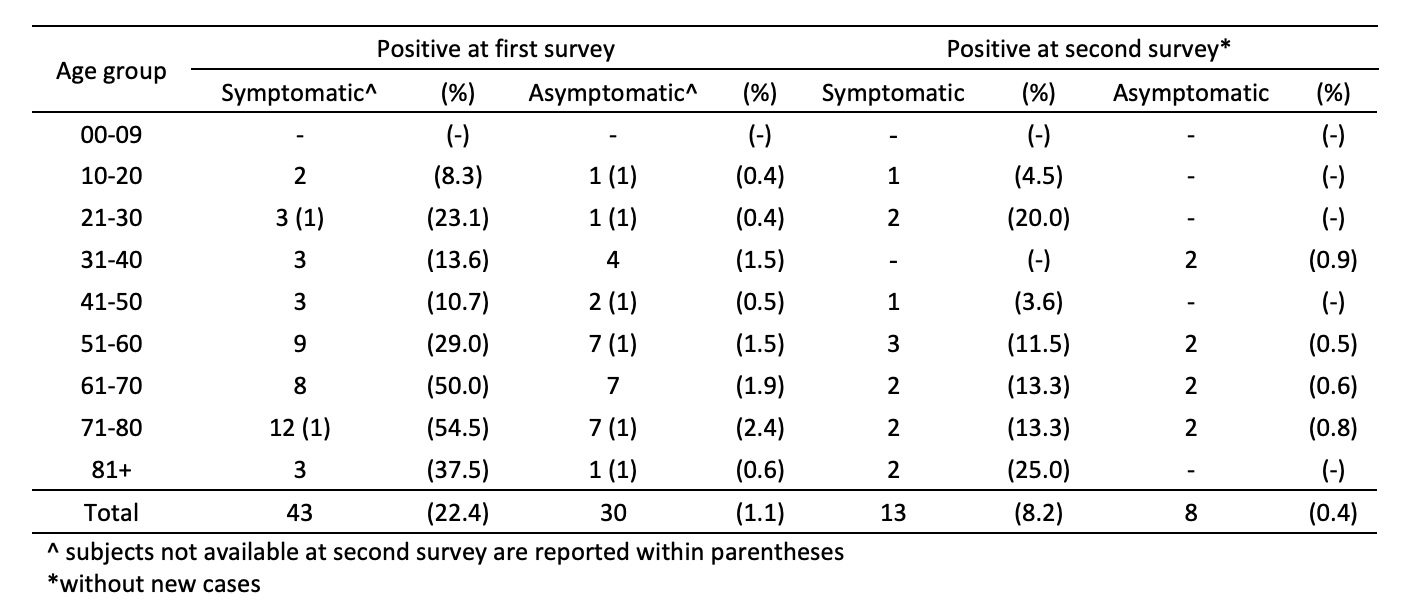 Age group Positive at first survey Positive at second survey*
Symptomatic^ (%) Asymptomatic^ (%) Symptomatic (%) Asymptomatic (%)
00-09 - (-) - (-) - (-) - (-)
10-20 2 (8.3) 1 (1) (0.4) 1 (4.5) - (-)
21-30 3 (1) (23.1) 1 (1) (0.4) 2 (20.0) - (-)
31-40 3 (13.6) 4 (1.5) - (-) 2 (0.9)
41-50 3 (10.7) 2 (1) (0.5) 1 (3.6) - (-)
51-60 9 (29.0) 7 (1) (1.5) 3 (11.5) 2 (0.5)
61-70 8 (50.0) 7 (1.9) 2 (13.3) 2 (0.6)
71-80 12 (1) (54.5) 7 (1) (2.4) 2 (13.3) 2 (0.8)
81+ 3 (37.5) 1 (1) (0.6) 2 (25.0) - (-)
Total 43 (22.4) 30 (1.1) 13 (8.2) 8 (0.4)
^ subjects not available at second survey are reported within parentheses
*without new cases